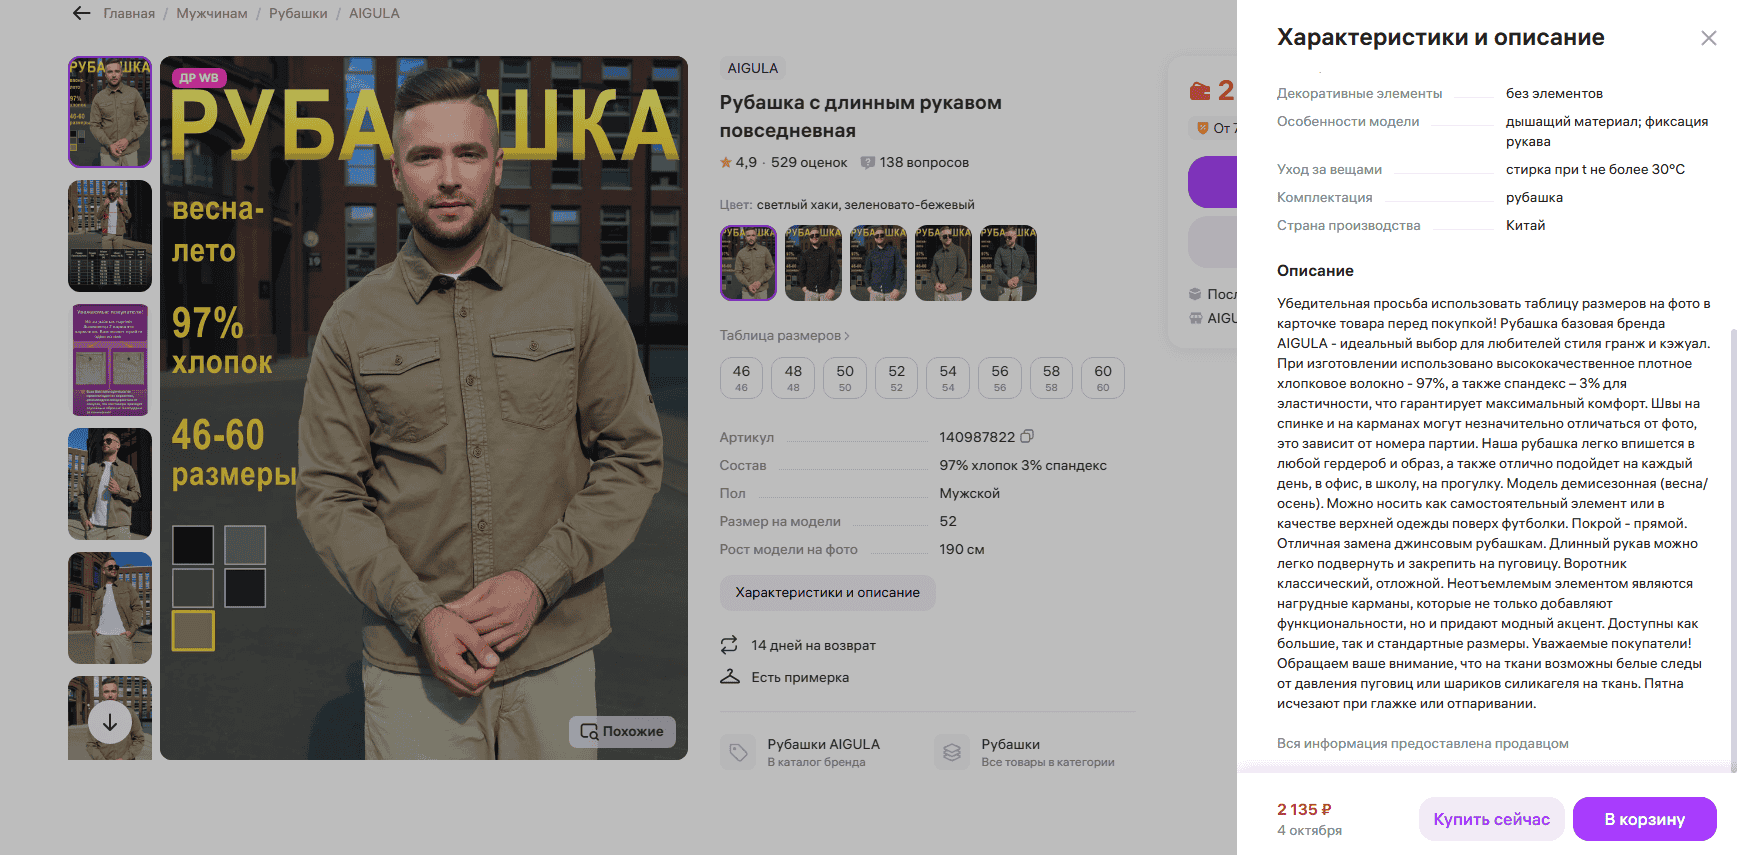 Главная / Мужчинам / Рубашки / AIGULA
ДР WB
РУБАШКА
весна-
лето
97%
хлопок
46-60
размеры
19
Похожие
AIGULA
Рубашка с длинным рукавом
повседневная
4,9 · 529 оценок 138 вопросов
Цвет: светлый хаки, зеленовато-бежевый
Таблица размеров
46 48 50 52 54 56 58 60
46 48 50 52 54 56 58 60
Артикул 140987822
Состав 97% хлопок 3% спандекс
Пол Мужской
Размер на модели 52
Рост модели на фото 190 см
Характеристики и описание
14 дней на возврат
Есть примерка
Рубашки AIGULA
В каталог бренда
Рубашки
Все товары в категории
2
От 7
Посл
AIGU
Характеристики и описание
Декоративные элементы без элементов
Особенности модели дышащий материал; фиксация
рукава
Уход за вещами стирка при t не более 30°C
Комплектация рубашка
Страна производства Китай
Описание
Убедительная просьба использовать таблицу размеров на фото в
карточке товара перед покупкой! Рубашка базовая бренда
AIGULA - идеальный выбор для любителей стиля гранж и кэжуал.
При изготовлении использовано высококачественное плотное
хлопковое волокно - 97%, а также спандекс – 3% для
эластичности, что гарантирует максимальный комфорт. Швы на
спинке и на карманах могут незначительно отличаться от фото,
это зависит от номера партии. Наша рубашка легко впишется в
любой гердероб и образ, а также отлично подойдет на каждый
день, в офис, в школу, на прогулку. Модель демисезонная (весна/
осень). Можно носить как самостоятельный элемент или в
качестве верхней одежды поверх футболки. Покрой - прямой.
Отличная замена джинсовым рубашкам. Длинный рукав можно
легко подвернуть и закрепить на пуговицу. Воротник
классический, отложной. Неотъемлемым элементом являются
нагрудные карманы, которые не только добавляют
функциональности, но и придают модный акцент. Доступны как
большие, так и стандартные размеры. Уважаемые покупатели!
Обращаем ваше внимание, что на ткани возможны белые следы
от давления пуговиц или шариков силикагеля на ткань. Пятна
исчезают при глажке или отпаривании.
Вся информация предоставлена продавцом
2 135 ₽
4 октября
Купить сейчас
В корзину